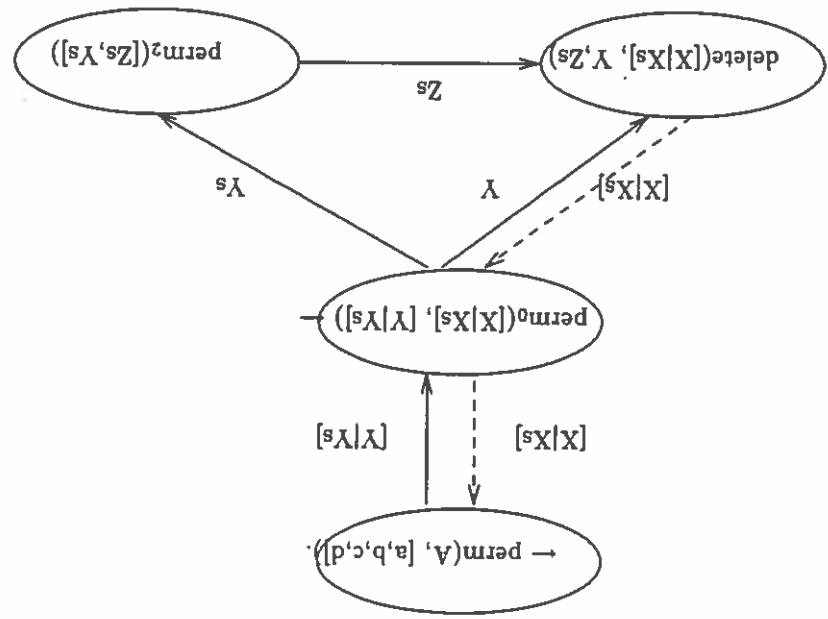 ← perm(A, [a,b,c,d]).
[X|Xs]
[Y|Ys]
perm₀([X|Xs], [Y|Ys])
[X|Xs]
Y
Ys
Zs
delete([X|Xs], Y,Zs)
perm₂([Zs,Ys])